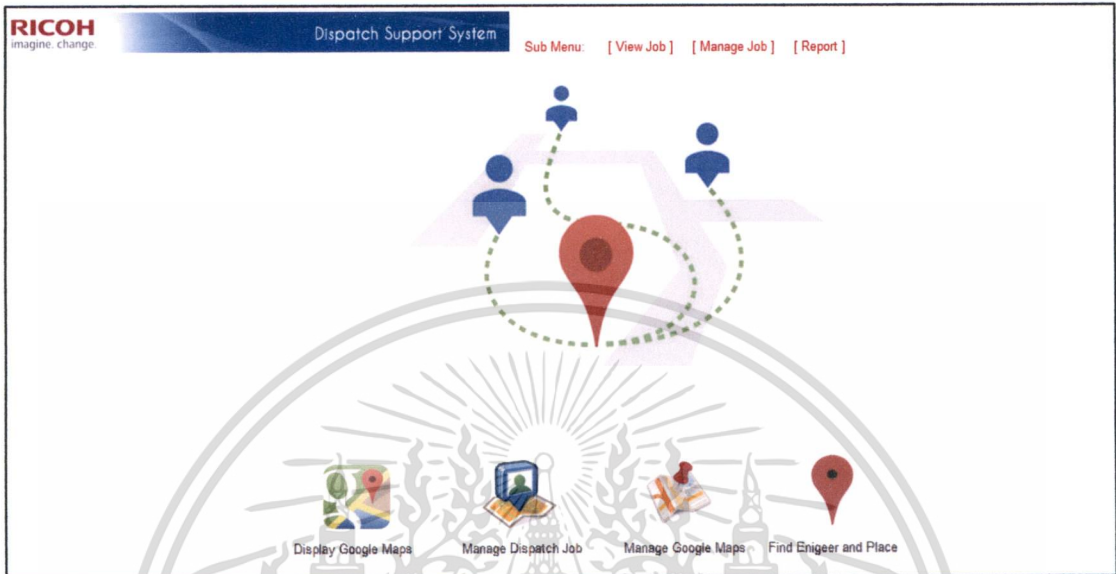 RICOH
imagine. change.
Dispatch Support System
Sub Menu: [ View Job ] [ Manage Job ] [ Report ]
Display Google Maps
Manage Dispatch Job
Manage Google Maps
Find Enigeer and Place